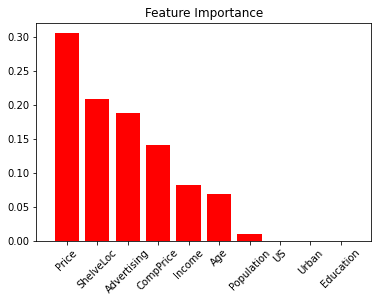 Feature Importance
0.30
0.25
0.20
0.15
0.10
0.05
0.00
Price
ShelveLoc
Advertising
CompPrice
Income
Age
Population
US
Urban
Education